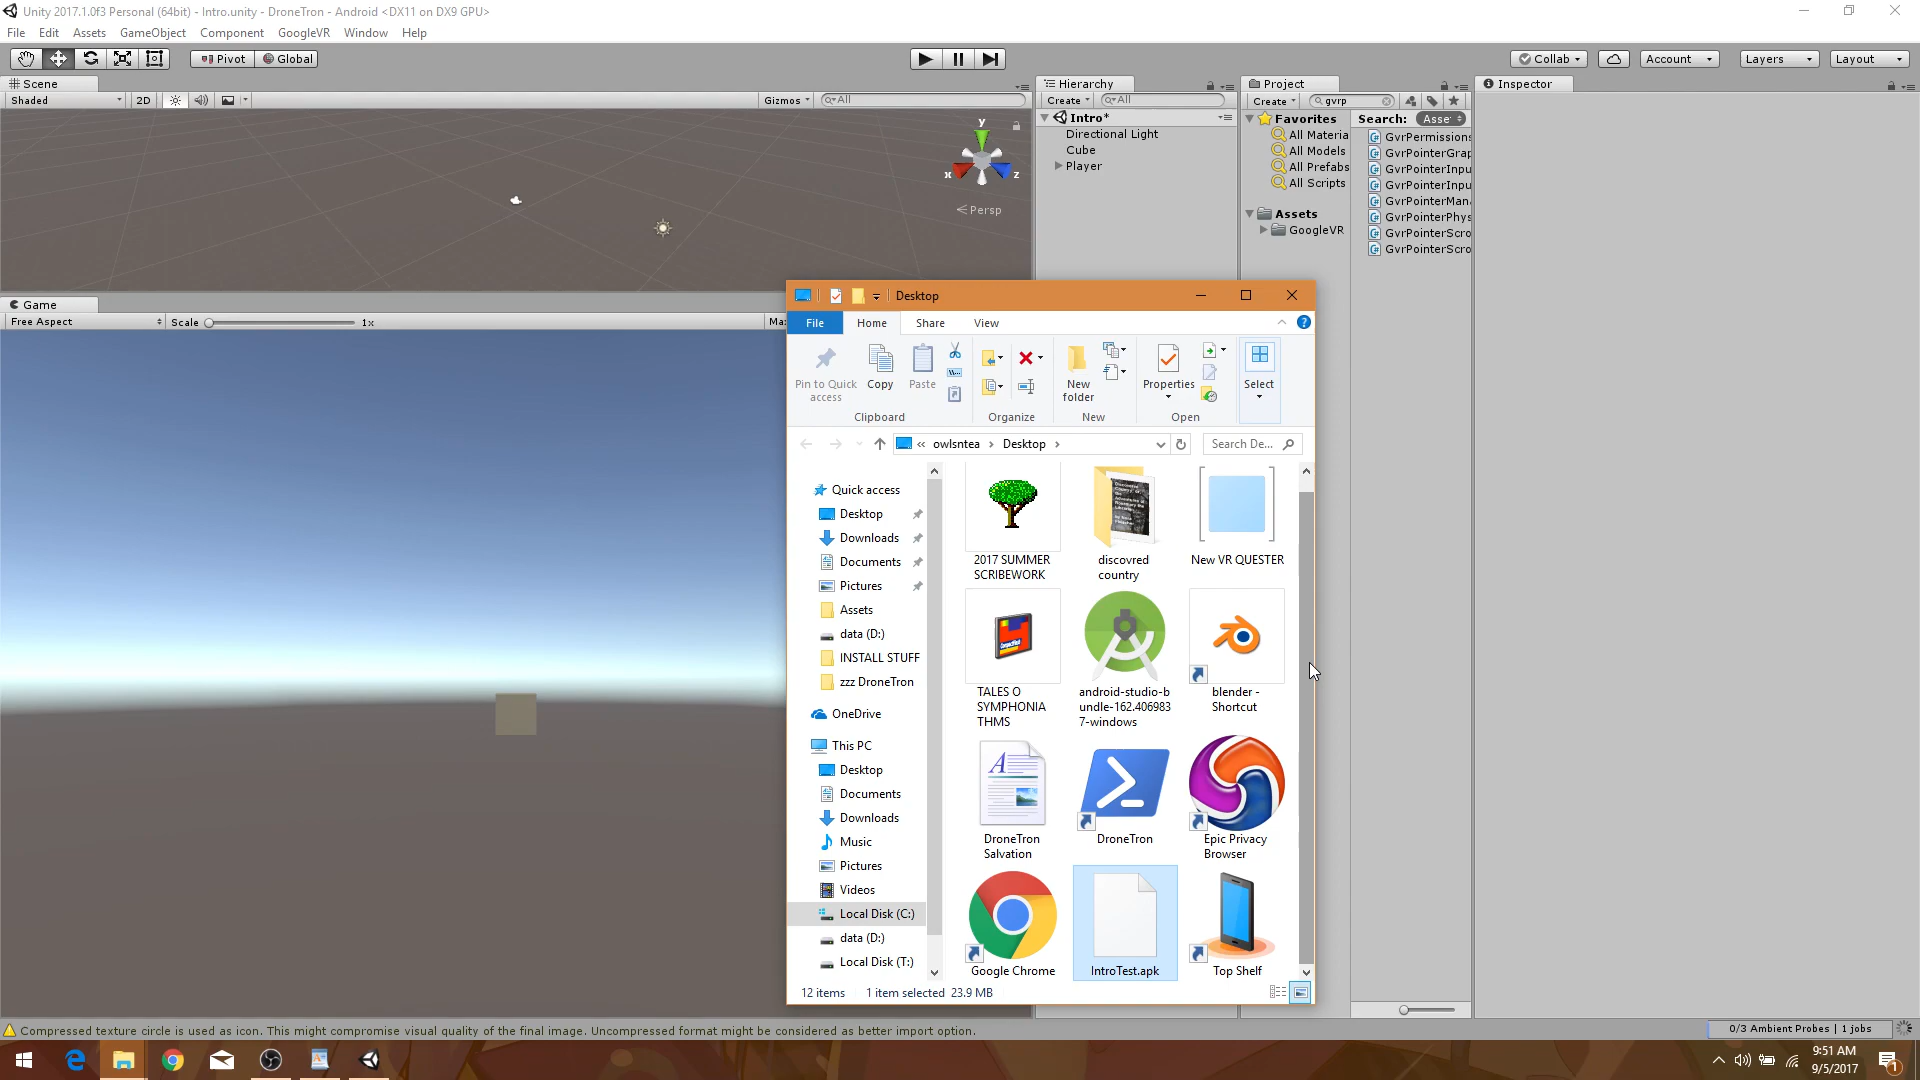 Unity 2017.1.0f3 Personal (64bit) - Intro.unity - DroneTron - Android <DX11 on DX9 GPU>
File Edit Assets GameObject Component GoogleVR Window Help
Pivot Global Collab Account Layers Layout
Scene
Shaded 2D Gizmos All
y
x z
Persp
Hierarchy
Create All
Intro*
Directional Light
Cube
Player
Project
Create gvrp
Favorites
All Materia
All Models
All Prefabs
All Scripts
Assets
GoogleVR
Search: Asse
GvrPermissions
GvrPointerGrap
GvrPointerInpu
GvrPointerInpu
GvrPointerMan
GvrPointerPhys
GvrPointerScro
GvrPointerScro
Inspector
Game
Free Aspect Scale 1x Ma
Desktop
File Home Share View
Pin to Quick access
Copy
Paste
New folder
Properties
Select
Clipboard Organize New Open
« owlsntea Desktop
Search De...
Quick access
Desktop
Downloads
Documents
Pictures
Assets
data (D:)
INSTALL STUFF
zzz DroneTron
OneDrive
This PC
Desktop
Documents
Downloads
Music
Pictures
Videos
Local Disk (C:)
data (D:)
Local Disk (T:)
2017 SUMMER
SCRIBEWORK
discovred
country
New VR QUESTER
TALES O
SYMPHONIA
THMS
android-studio-b
undle-162.406983
7-windows
blender -
Shortcut
DroneTron
Salvation
DroneTron
Epic Privacy
Browser
Google Chrome
IntroTest.apk
Top Shelf
12 items 1 item selected 23.9 MB
Compressed texture circle is used as icon. This might compromise visual quality of the final image. Uncompressed format might be considered as better import option.
0/3 Ambient Probes | 1 jobs
9:51 AM
9/5/2017
1